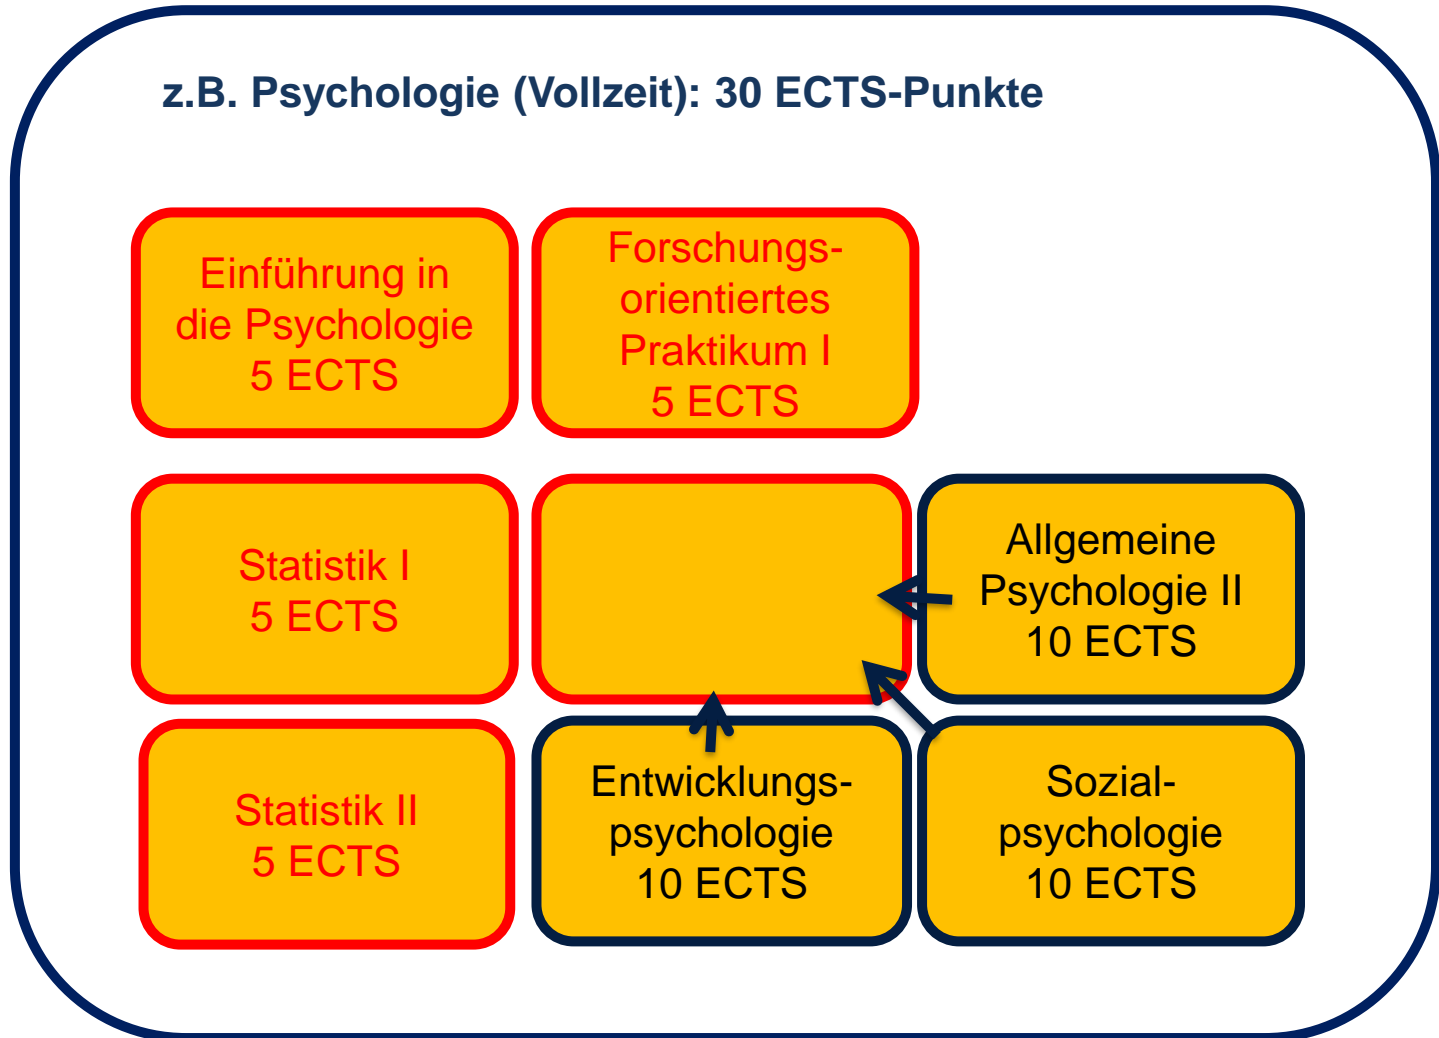 z.B. Psychologie (Vollzeit): 30 ECTS-Punkte
Einführung in
die Psychologie
5 ECTS
Forschungs-
orientiertes
Praktikum I
5 ECTS
Statistik I
5 ECTS
Allgemeine
Psychologie II
10 ECTS
Statistik II
5 ECTS
Entwicklungs-
psychologie
10 ECTS
Sozial-
psychologie
10 ECTS